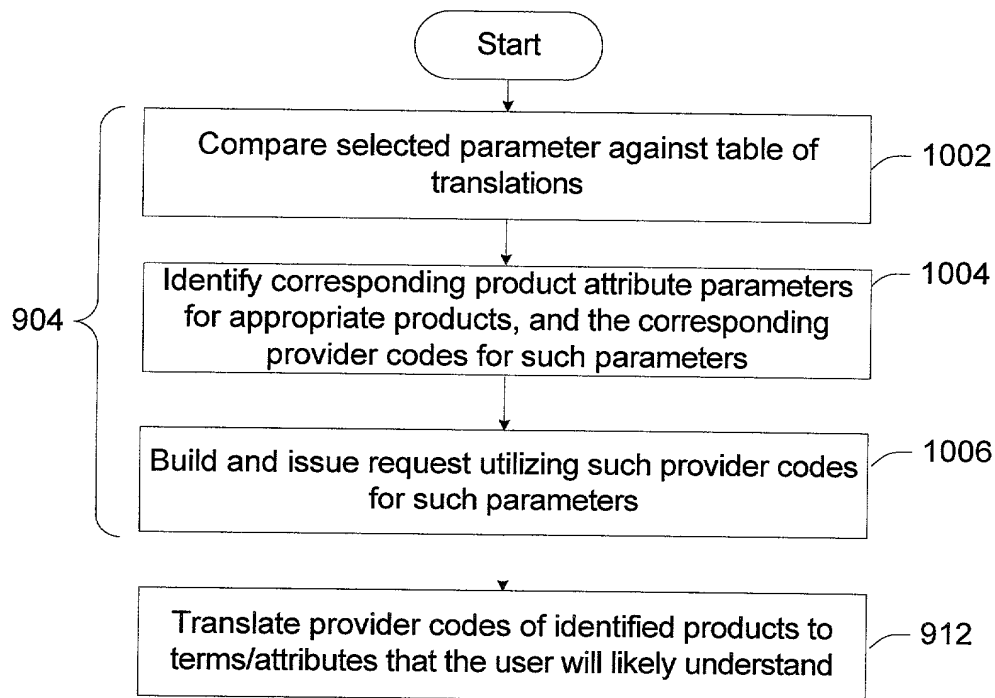 Start
Compare selected parameter against table of
translations
1002
Identify corresponding product attribute parameters
for appropriate products, and the corresponding
provider codes for such parameters
1004
904
Build and issue request utilizing such provider codes
for such parameters
1006
Translate provider codes of identified products to
terms/attributes that the user will likely understand
912